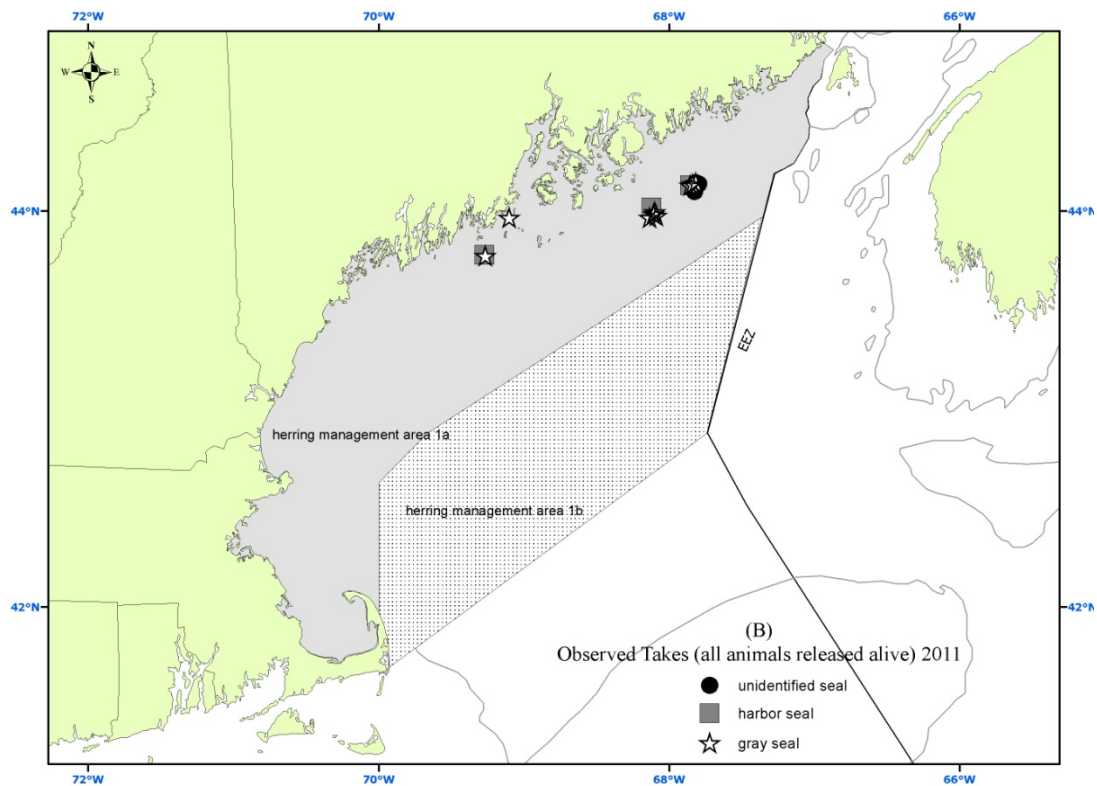 72°W 70°W 68°W 66°W
N
W E
S
44°N 44°N
EEZ
herring management area 1a
herring management area 1b
42°N 42°N
(B)
Observed Takes (all animals released alive) 2011
unidentified seal
harbor seal
gray seal
72°W 70°W 68°W 66°W